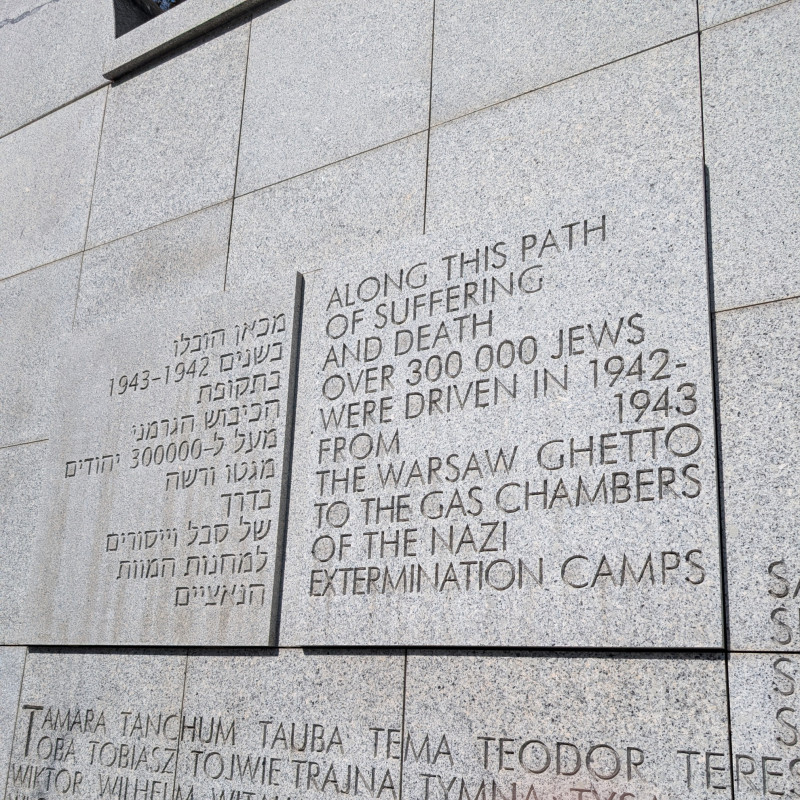 מכאן הובלו
בשנים 1942–1943
בתקופת
הכיבוש הגרמני
מעל ל–300000 יהודים
מגטו ורשה
בדרך
של סבל וייסורים
למחנות המוות
הנאציים
ALONG THIS PATH
OF SUFFERING
AND DEATH
OVER 300 000 JEWS
WERE DRIVEN IN 1942-
1943
FROM
THE WARSAW GHETTO
TO THE GAS CHAMBERS
OF THE NAZI
EXTERMINATION CAMPS
TAMARA TANCHUM TAUBA TEMA TEODOR
TOBA TOBIASZ TOJWIE TRAJNA TYMNA
WIKTOR WILHELM